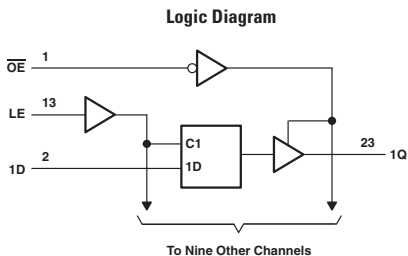 Logic Diagram
OE 1
LE 13
C1
1D 2
1D
23 1Q
To Nine Other Channels